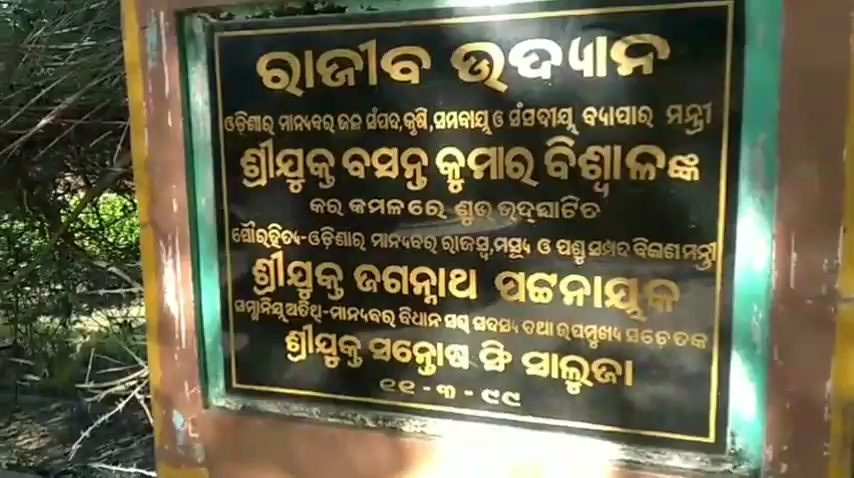 ରାଜୀବ ଉଦ୍ୟାନ
ଓଡ଼ିଶାର ମାନ୍ୟବର ଜଳ ସଂପଦ,କୃଷି,ସମବାୟ ଓ ସଂସଦୀୟ ବ୍ୟାପାର ମନ୍ତ୍ରୀ
ଶ୍ରୀଯୁକ୍ତ ବସନ୍ତ କୁମାର ବିଶ୍ୱାଳଙ୍କ
କର କମଳରେ ଶୁଭ ଉଦ୍‌ଘାଟିତ
ପୌରହିତ୍ୟ-ଓଡ଼ିଶାର ମାନ୍ୟବର ରାଜସ୍ୱ,ମତ୍ସ୍ୟ ଓ ପଶୁ ସମ୍ପଦ ବିକାଶ ମନ୍ତ୍ରୀ
ଶ୍ରୀଯୁକ୍ତ ଜଗନ୍ନାଥ ପଟ୍ଟନାୟକ
ସମ୍ମାନିୟ ଅତିଥି-ମାନ୍ୟବର ବିଧାନ ସଭା ସଦସ୍ୟ ତଥା ଉପମୁଖ୍ୟ ସଚେତକ
ଶ୍ରୀଯୁକ୍ତ ସନ୍ତୋଷ ସିଂ ସାଲୁଜା
୧୧-୩-୯୯